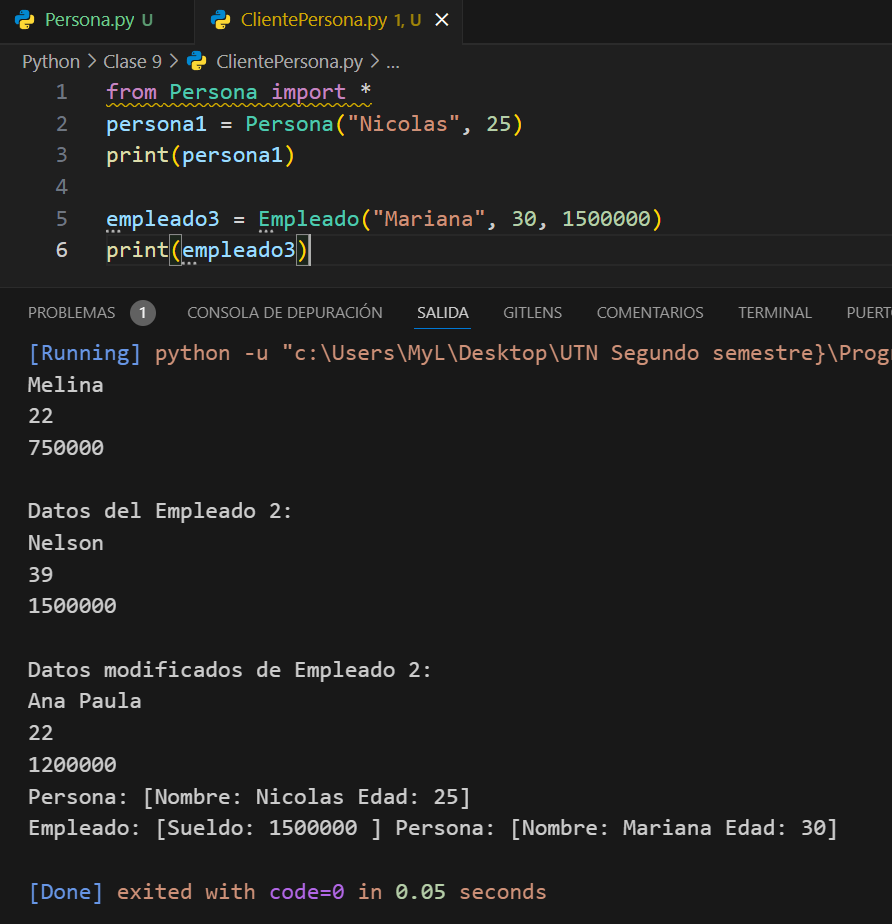 Persona.py U
ClientePersona.py 1, U ×
Python > Clase 9 > ClientePersona.py > ...
1 from Persona import *
2 persona1 = Persona("Nicolas", 25)
3 print(persona1)
4
5 empleado3 = Empleado("Mariana", 30, 1500000)
6 print(empleado3)
PROBLEMAS 1 CONSOLA DE DEPURACIÓN SALIDA GITLENS COMENTARIOS TERMINAL PUERT
[Running] python -u "c:\Users\MyL\Desktop\UTN Segundo semestre}\Progr
Melina
22
750000
Datos del Empleado 2:
Nelson
39
1500000
Datos modificados de Empleado 2:
Ana Paula
22
1200000
Persona: [Nombre: Nicolas Edad: 25]
Empleado: [Sueldo: 1500000 ] Persona: [Nombre: Mariana Edad: 30]
[Done] exited with code=0 in 0.05 seconds